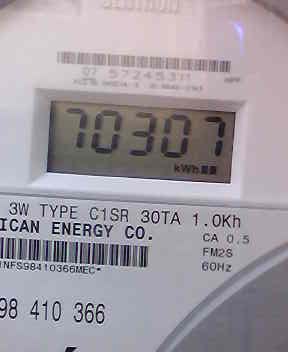 70307
kWh
3W TYPE C1SR 30TA 1.0Kh
ICAN ENERGY CO.
CA 0.5
FM2S
60Hz
1NFS98410366MEC*
98 410 366